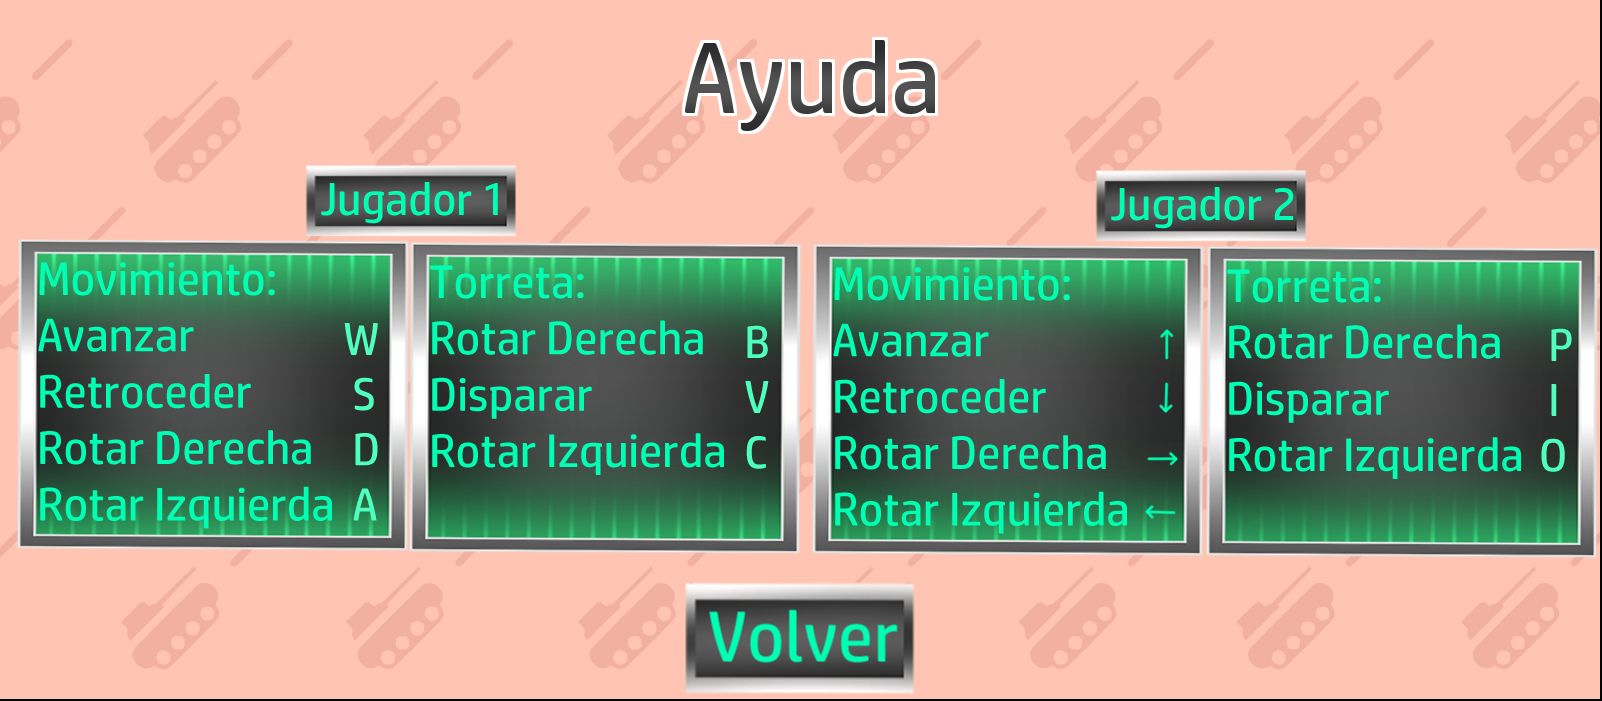 Ayuda
Jugador 1
Movimiento:
Avanzar W
Retroceder S
Rotar Derecha D
Rotar Izquierda A
Torreta:
Rotar Derecha B
Disparar V
Rotar Izquierda C
Jugador 2
Movimiento:
Avanzar ↑
Retroceder ↓
Rotar Derecha →
Rotar Izquierda ←
Torreta:
Rotar Derecha P
Disparar I
Rotar Izquierda O
Volver